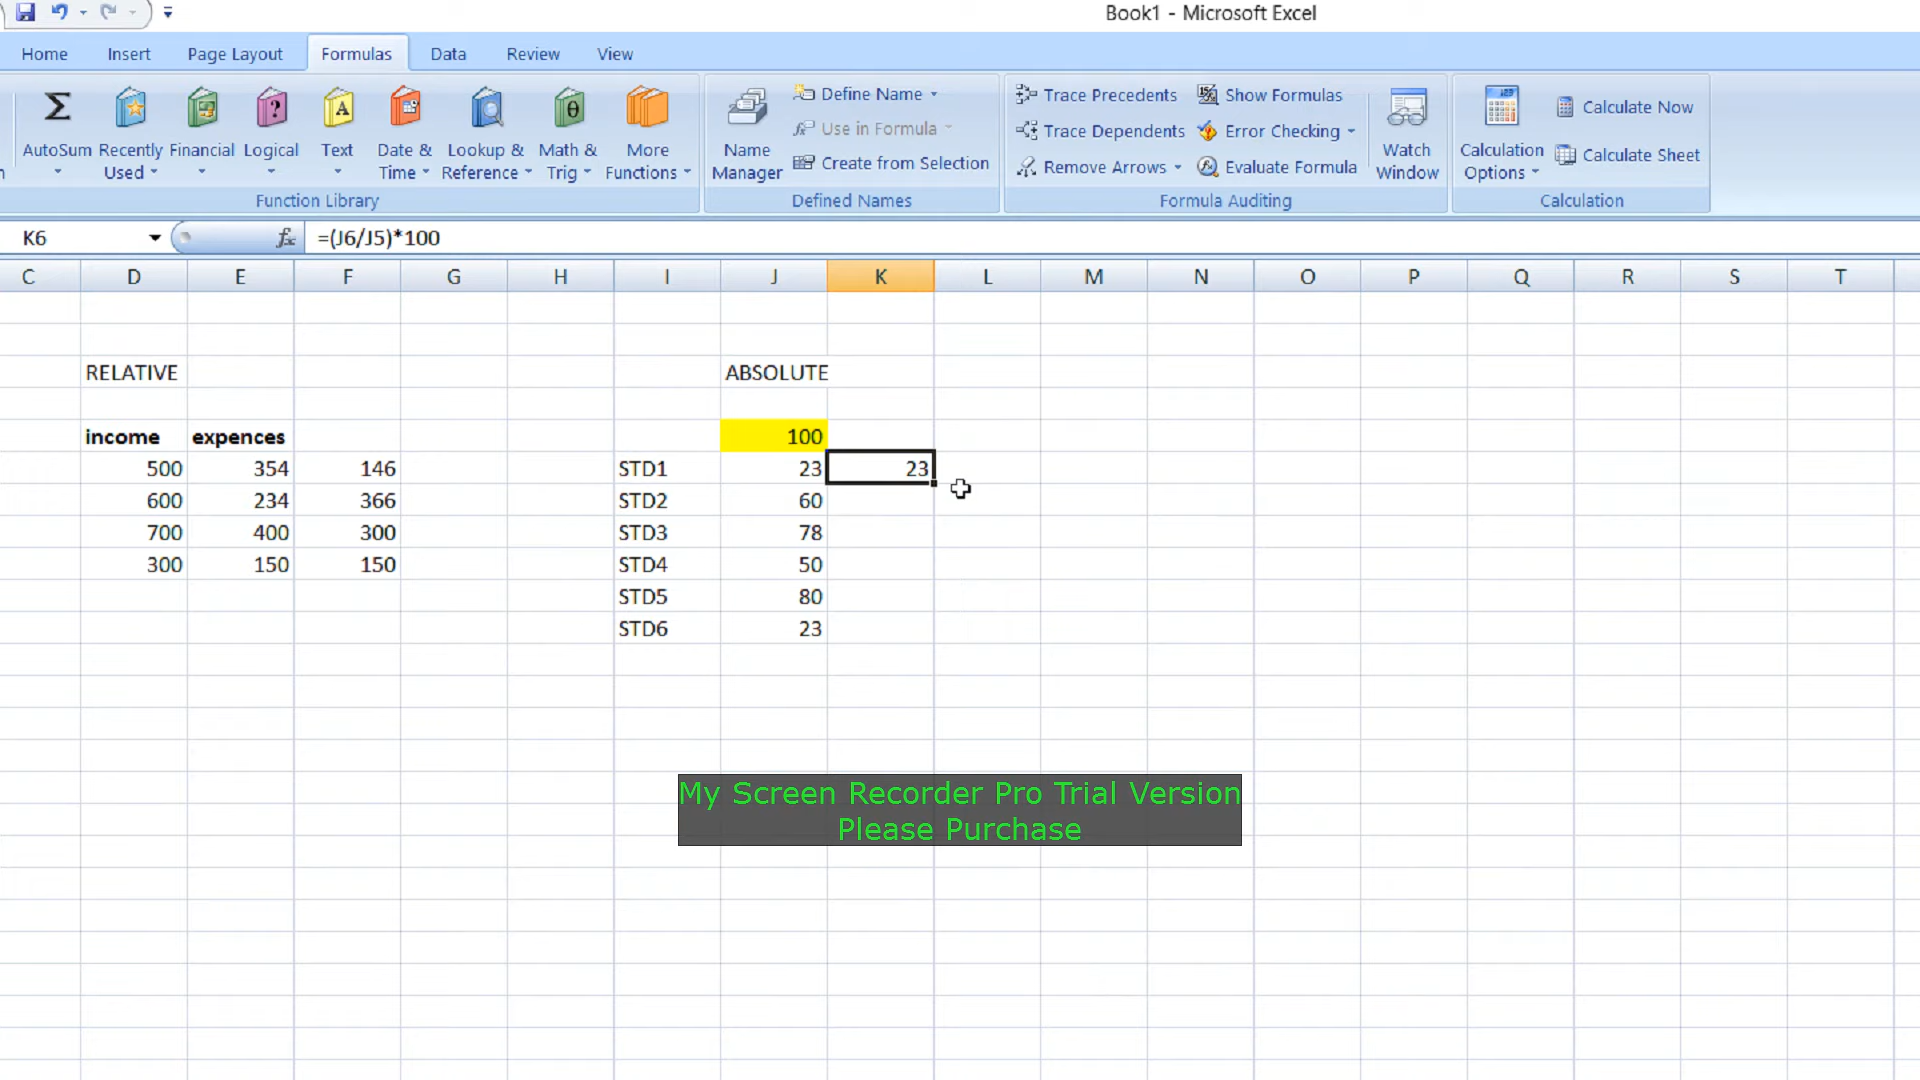 Book1 - Microsoft Excel
Home Insert Page Layout Formulas Data Review View
AutoSum Recently Used Financial Logical Text Date & Time Lookup & Reference Math & Trig More Functions
Function Library
Name Manager
Define Name
Use in Formula
Create from Selection
Defined Names
Trace Precedents
Trace Dependents
Remove Arrows
Show Formulas
Error Checking
Evaluate Formula
Watch Window
Formula Auditing
Calculation Options
Calculate Now
Calculate Sheet
Calculation
K6 fx =(J6/J5)*100
C D E F G H I J K L M N O P Q R S T
RELATIVE ABSOLUTE
income expences 100
500 354 146 STD1 23 23
600 234 366 STD2 60
700 400 300 STD3 78
300 150 150 STD4 50
STD5 80
STD6 23
My Screen Recorder Pro Trial Version
Please Purchase